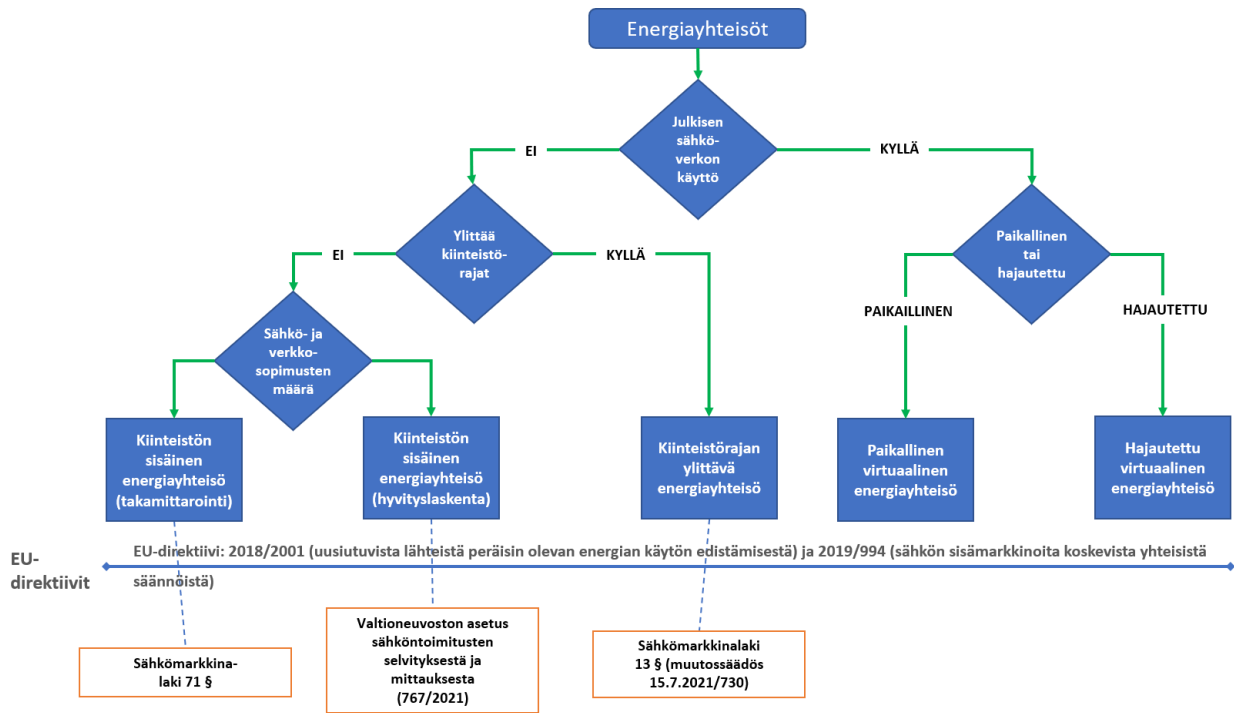 Energiayhteisöt
Julkisen
sähkö-
verkon
käyttö
EI
KYLLÄ
Ylittää
kiinteistö-
rajat
Paikallinen
tai
hajautettu
EI
KYLLÄ
PAIKAILLINEN
HAJAUTETTU
Sähkö- ja
verkko-
sopimusten
määrä
Kiinteistön
sisäinen
energiayhteisö
(takamittarointi)
Kiinteistön
sisäinen
energiayhteisö
(hyvityslaskenta)
Kiinteistörajan
ylittävä
energiayhteisö
Paikallinen
virtuaalinen
energiayhteisö
Hajautettu
virtuaalinen
energiayhteisö
EU-
direktiivit
EU-direktiivi: 2018/2001 (uusiutuvista lähteistä peräisin olevan energian käytön edistämisestä) ja 2019/994 (sähkön sisämarkkinoita koskevista yhteisistä
säännöistä)
Sähkömarkkina-
laki 71 §
Valtioneuvoston asetus
sähköntoimitusten
selvityksestä ja
mittauksesta
(767/2021)
Sähkömarkkinalaki
13 § (muutossäädös
15.7.2021/730)